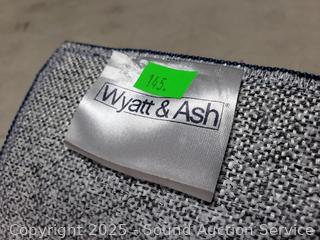 145.
Wyatt & Ash
Copyright 2025 - Sound Auction Service